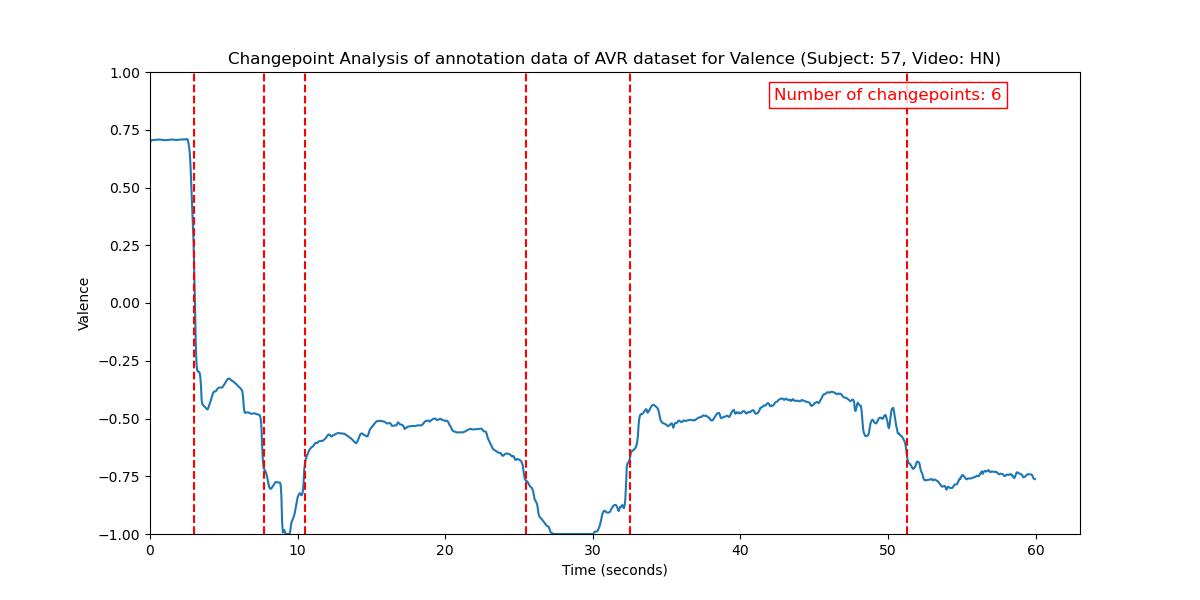 Changepoint Analysis of annotation data of AVR dataset for Valence (Subject: 57, Video: HN)
Number of changepoints: 6
1.00
0.75
0.50
0.25
0.00
−0.25
−0.50
−0.75
−1.00
Valence
0 10 20 30 40 50 60
Time (seconds)